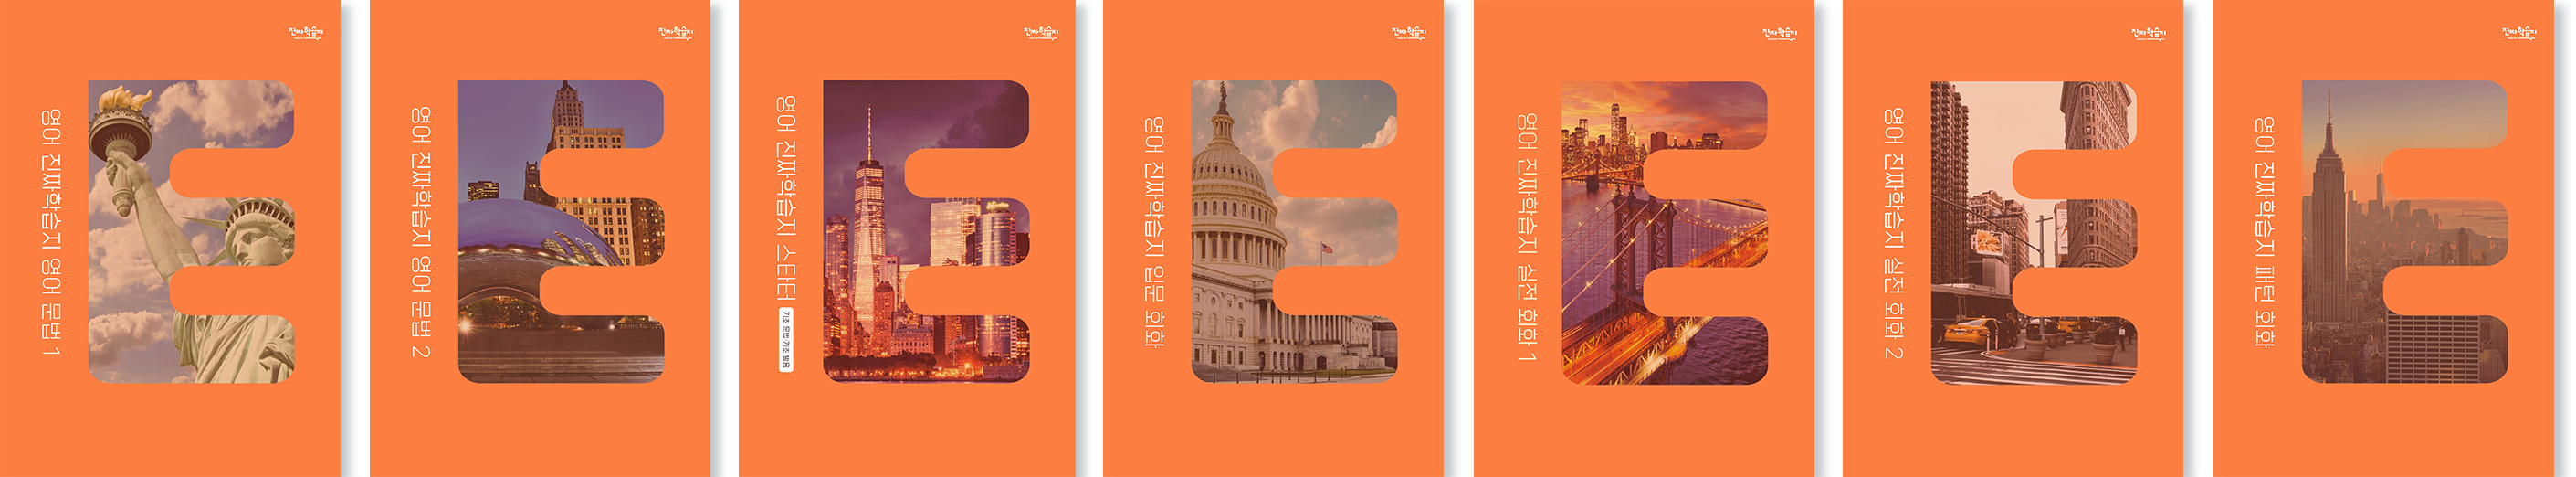 진짜학습지
영어 진짜학습지 영어 문법 1
진짜학습지
영어 진짜학습지 영어 문법 2
진짜학습지
영어 진짜학습지 스타터
기초 문법·기초 발음
진짜학습지
영어 진짜학습지 입문 회화
진짜학습지
영어 진짜학습지 실전 회화 1
진짜학습지
영어 진짜학습지 실전 회화 2
진짜학습지
영어 진짜학습지 패턴 회화